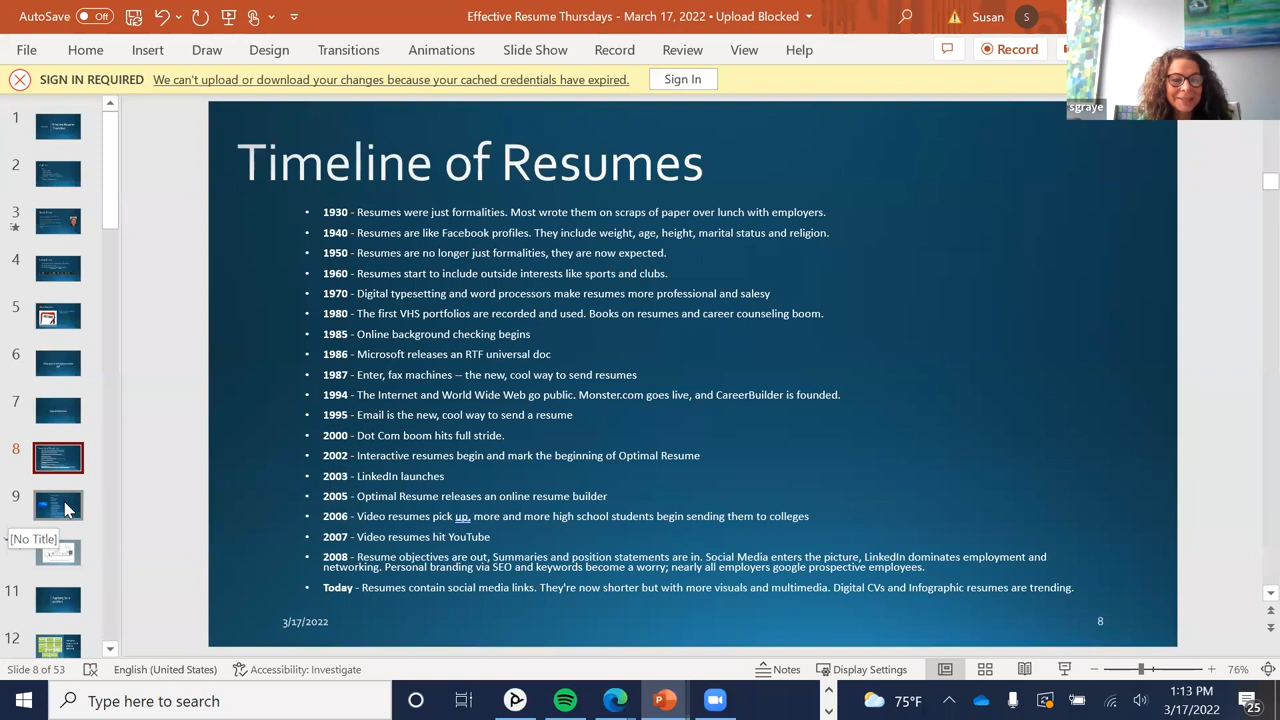 AutoSave Off Effective Resume Thursdays - March 17, 2022 • Upload Blocked Susan S
File Home Insert Draw Design Transitions Animations Slide Show Record Review View Help Record
sgraye
SIGN IN REQUIRED We can't upload or download your changes because your cached credentials have expired. Sign In
1
2
3
4
5
6
7
8
9
[No Title]
11
12
Timeline of Resumes
• 1930 - Resumes were just formalities. Most wrote them on scraps of paper over lunch with employers.
• 1940 - Resumes are like Facebook profiles. They include weight, age, height, marital status and religion.
• 1950 - Resumes are no longer just formalities, they are now expected.
• 1960 - Resumes start to include outside interests like sports and clubs.
• 1970 - Digital typesetting and word processors make resumes more professional and salesy
• 1980 - The first VHS portfolios are recorded and used. Books on resumes and career counseling boom.
• 1985 - Online background checking begins
• 1986 - Microsoft releases an RTF universal doc
• 1987 - Enter, fax machines -- the new, cool way to send resumes
• 1994 - The Internet and World Wide Web go public. Monster.com goes live, and CareerBuilder is founded.
• 1995 - Email is the new, cool way to send a resume
• 2000 - Dot Com boom hits full stride.
• 2002 - Interactive resumes begin and mark the beginning of Optimal Resume
• 2003 - LinkedIn launches
• 2005 - Optimal Resume releases an online resume builder
• 2006 - Video resumes pick up, more and more high school students begin sending them to colleges
• 2007 - Video resumes hit YouTube
• 2008 - Resume objectives are out, Summaries and position statements are in. Social Media enters the picture, LinkedIn dominates employment and
networking. Personal branding via SEO and keywords become a worry; nearly all employers google prospective employees.
• Today - Resumes contain social media links. They're now shorter but with more visuals and multimedia. Digital CVs and Infographic resumes are trending.
3/17/2022 8
Slide 8 of 53 English (United States) Accessibility: Investigate Notes Display Settings 76%
Type here to search 75°F 1:13 PM
3/17/2022 25